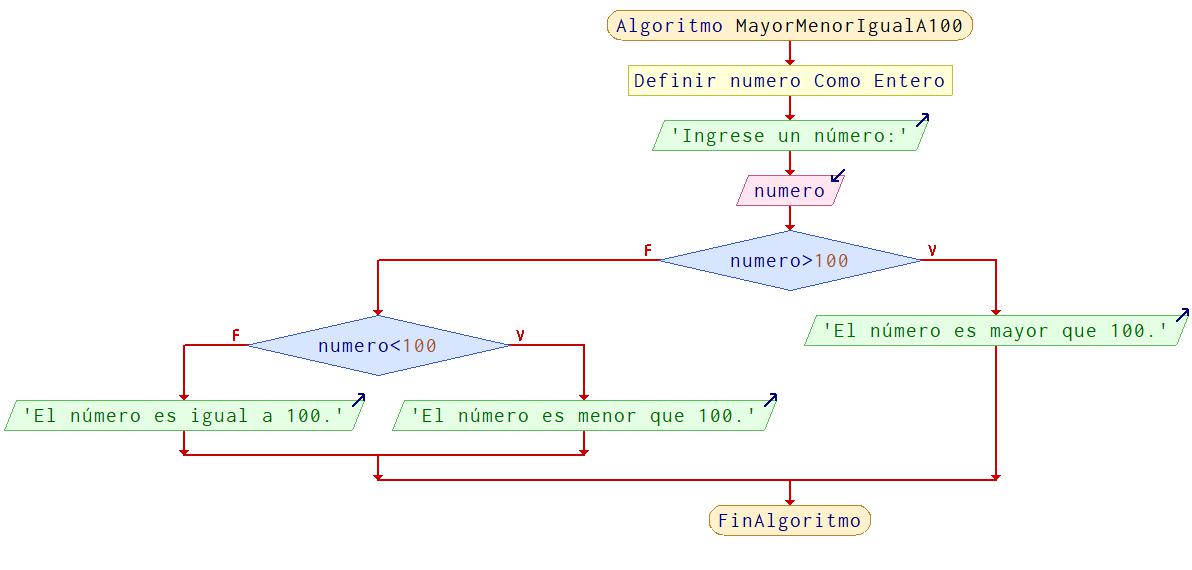 Algoritmo MayorMenorIgualA100
Definir numero Como Entero
'Ingrese un número:'
numero
numero>100
F
V
'El número es mayor que 100.'
numero<100
F
V
'El número es igual a 100.'
'El número es menor que 100.'
FinAlgoritmo